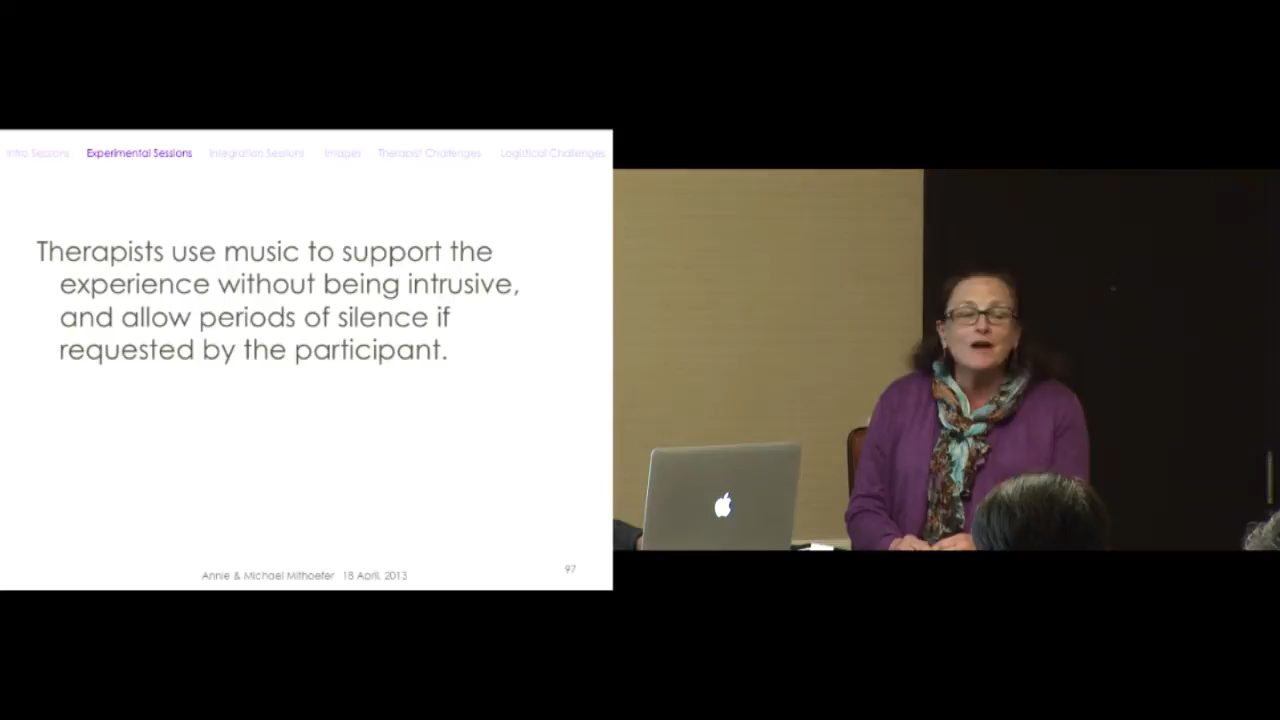 Intro Sessions Experimental Sessions Integration Sessions Images Therapist Challenges Logistical Challenges
Therapists use music to support the
experience without being intrusive,
and allow periods of silence if
requested by the participant.
Annie & Michael Mithoefer 18 April, 2013
97